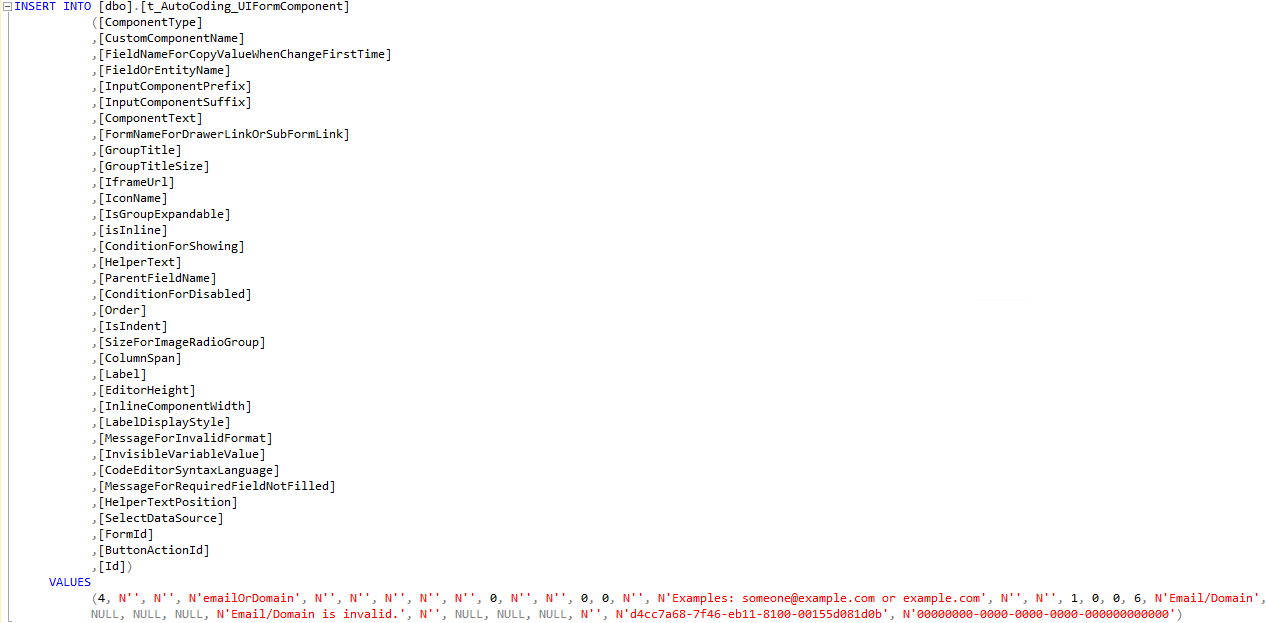 INSERT INTO [dbo].[t_AutoCoding_UIFormComponent]
([ComponentType]
,[CustomComponentName]
,[FieldNameForCopyValueWhenChangeFirstTime]
,[FieldOrEntityName]
,[InputComponentPrefix]
,[InputComponentSuffix]
,[ComponentText]
,[FormNameForDrawerLinkOrSubFormLink]
,[GroupTitle]
,[GroupTitleSize]
,[IframeUrl]
,[IconName]
,[IsGroupExpandable]
,[isInline]
,[ConditionForShowing]
,[HelperText]
,[ParentFieldName]
,[ConditionForDisabled]
,[Order]
,[IsIndent]
,[SizeForImageRadioGroup]
,[ColumnSpan]
,[Label]
,[EditorHeight]
,[InlineComponentWidth]
,[LabelDisplayStyle]
,[MessageForInvalidFormat]
,[InvisibleVariableValue]
,[CodeEditorSyntaxLanguage]
,[MessageForRequiredFieldNotFilled]
,[HelperTextPosition]
,[SelectDataSource]
,[FormId]
,[ButtonActionId]
,[Id])
VALUES
(4, N'', N'', N'emailOrDomain', N'', N'', N'', N'', N'', 0, N'', N'', 0, 0, N'', N'Examples: someone@example.com or example.com', N'', N'', 1, 0, 0, 6, N'Email/Domain',
NULL, NULL, NULL, N'Email/Domain is invalid.', N'', NULL, NULL, NULL, N'', N'd4cc7a68-7f46-eb11-8100-00155d081d0b', N'00000000-0000-0000-0000-000000000000')